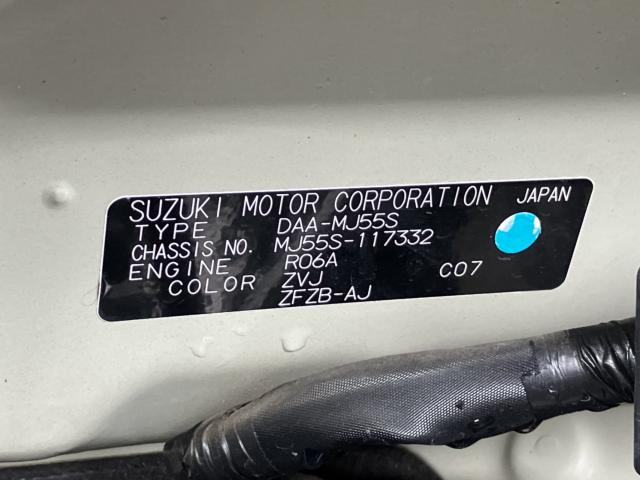 SUZUKI MOTOR CORPORATION JAPAN
TYPE DAA-MJ55S
CHASSIS NO. MJ55S-117332
ENGINE R06A
COLOR ZVJ C07
ZFZB-AJ